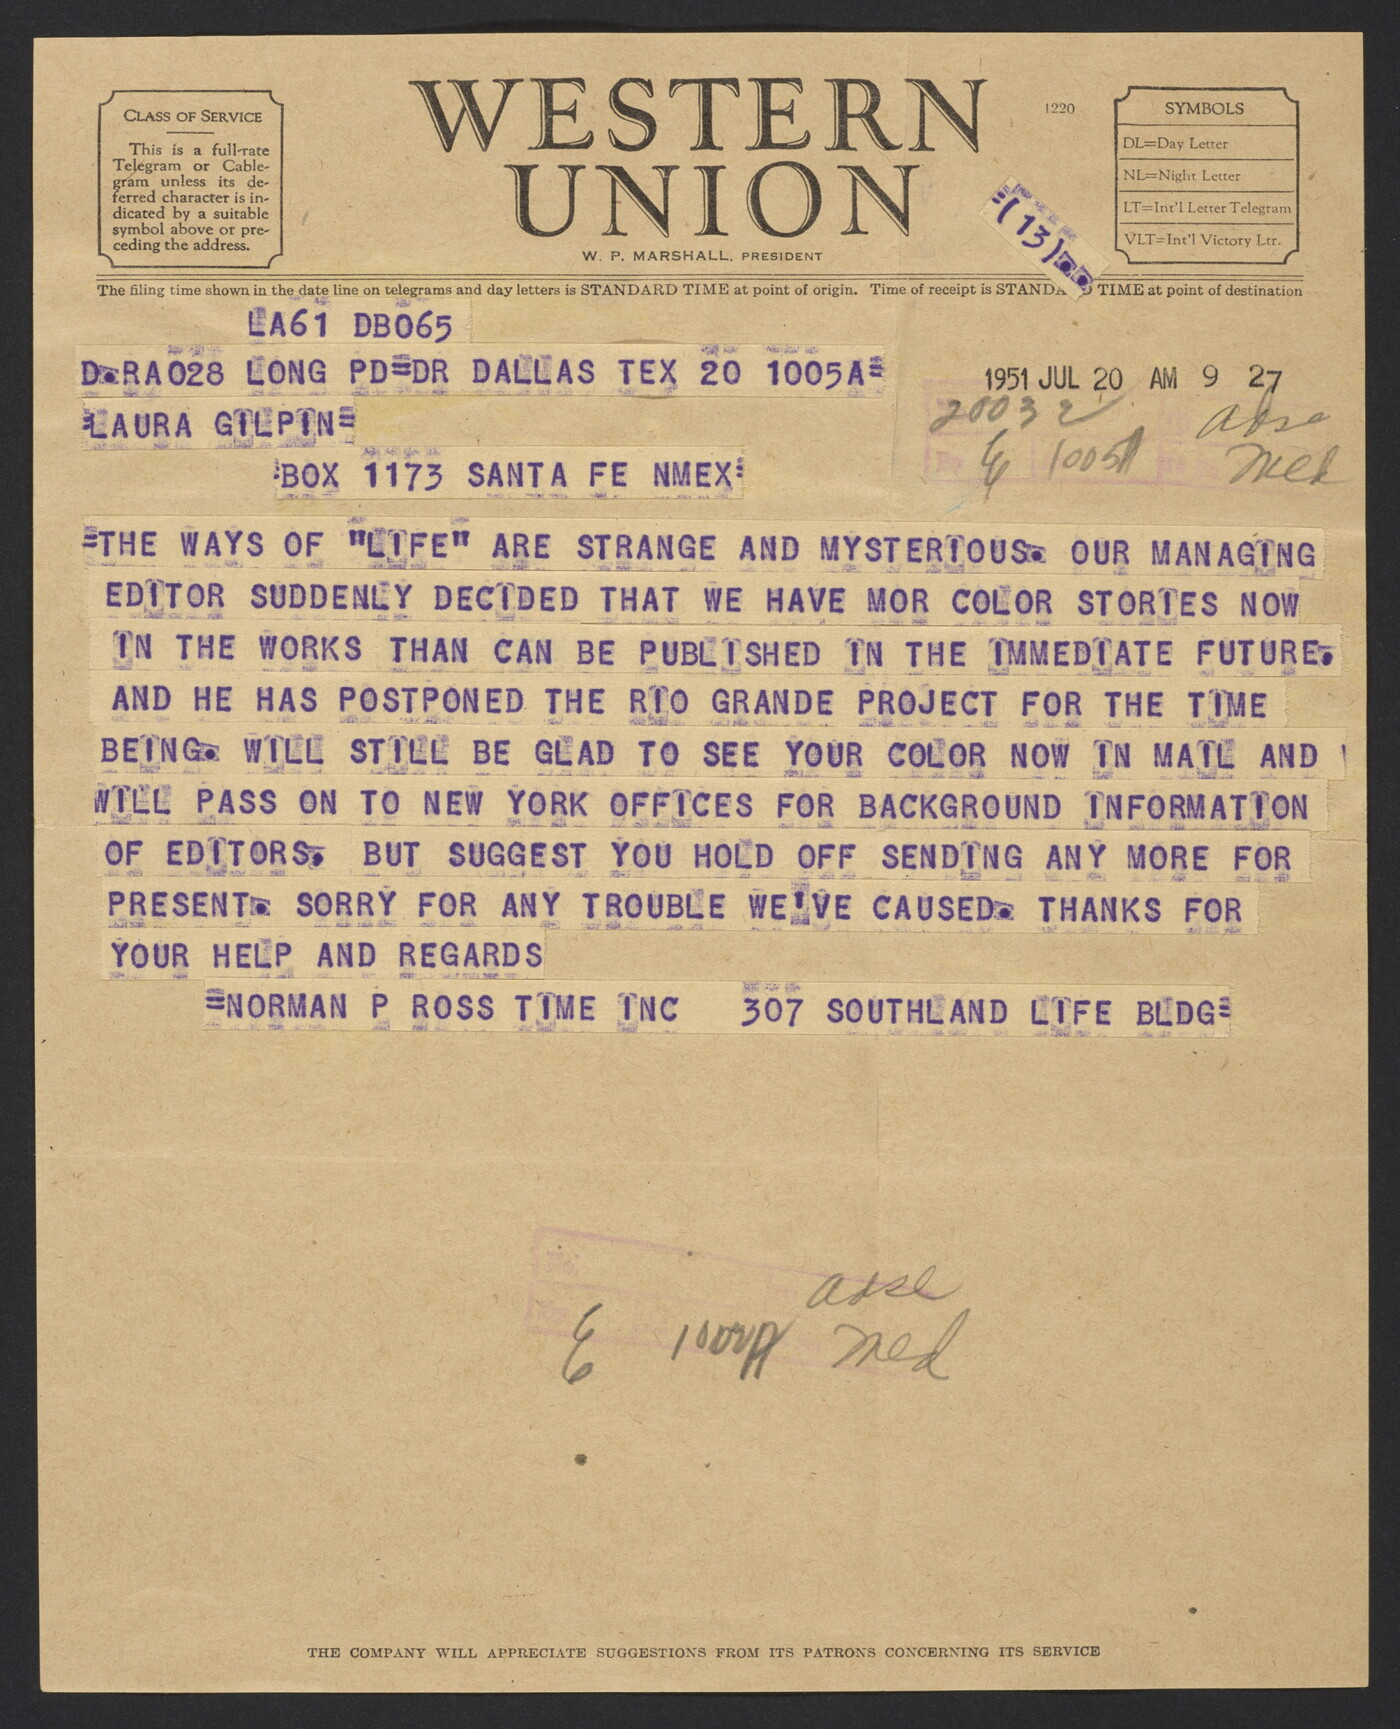 CLASS OF SERVICE
This is a full-rate
Telegram or Cable-
gram unless its de-
ferred character is in-
dicated by a suitable
symbol above or pre-
ceding the address.
WESTERN
UNION
W. P. MARSHALL, PRESIDENT
1220
=(13)..
SYMBOLS
DL=Day Letter
NL=Night Letter
LT=Int'l Letter Telegram
VLT=Int'l Victory Ltr.
The filing time shown in the date line on telegrams and day letters is STANDARD TIME at point of origin. Time of receipt is STANDA D TIME at point of destination
LA61 DB065
D.RA028 LONG PD=DR DALLAS TEX 20 1005A=
1951 JUL 20 AM 9 27
:LAURA GILPIN=
1005A
:BOX 1173 SANTA FE NMEX:
=THE WAYS OF "LIFE" ARE STRANGE AND MYSTERIOUS. OUR MANAGING
EDITOR SUDDENLY DECIDED THAT WE HAVE MOR COLOR STORIES NOW
IN THE WORKS THAN CAN BE PUBLISHED IN THE IMMEDIATE FUTURE,
AND HE HAS POSTPONED THE RIO GRANDE PROJECT FOR THE TIME
BEING. WILL STILL BE GLAD TO SEE YOUR COLOR NOW IN MAIL AND
WILL PASS ON TO NEW YORK OFFICES FOR BACKGROUND INFORMATION
OF EDITORS, BUT SUGGEST YOU HOLD OFF SENDING ANY MORE FOR
PRESENT. SORRY FOR ANY TROUBLE WE'VE CAUSED. THANKS FOR
YOUR HELP AND REGARDS
=NORMAN P ROSS TIME INC 307 SOUTHLAND LIFE BLDG=
THE COMPANY WILL APPRECIATE SUGGESTIONS FROM ITS PATRONS CONCERNING ITS SERVICE